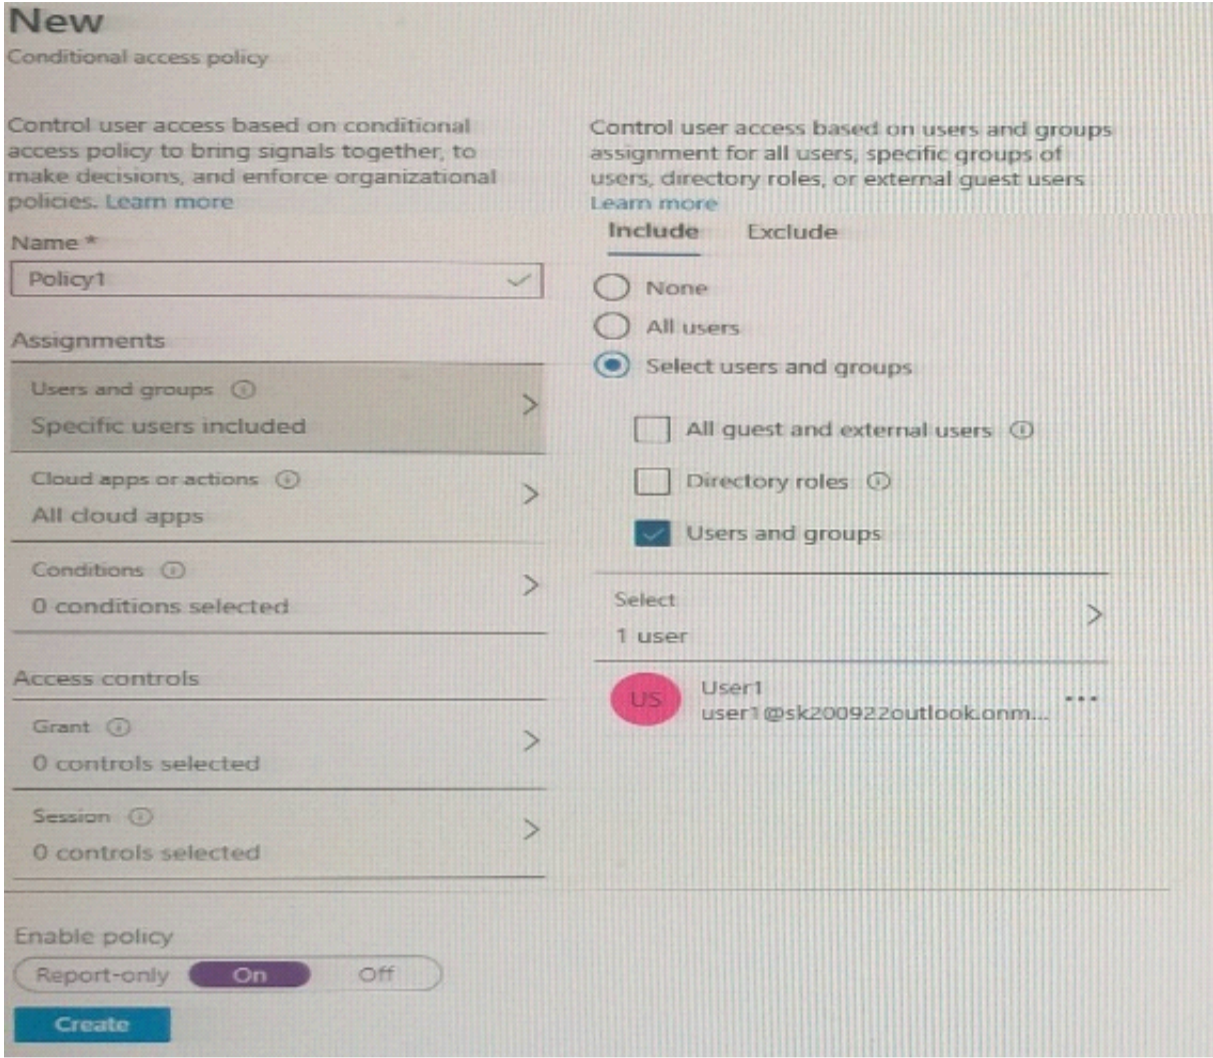 New
Conditional access policy
Control user access based on conditional
access policy to bring signals together, to
make decisions, and enforce organizational
policies. Learn more
Name *
Policy1
Assignments
Users and groups
Specific users included
Cloud apps or actions
All cloud apps
Conditions
0 conditions selected
Access controls
Grant
0 controls selected
Session
0 controls selected
Enable policy
Report-only On Off
Create
Control user access based on users and groups
assignment for all users, specific groups of
users, directory roles, or external guest users
Learn more
Include Exclude
None
All users
Select users and groups
All guest and external users
Directory roles
Users and groups
Select
1 user
US
User1
user1@sk200922outlook.onm...